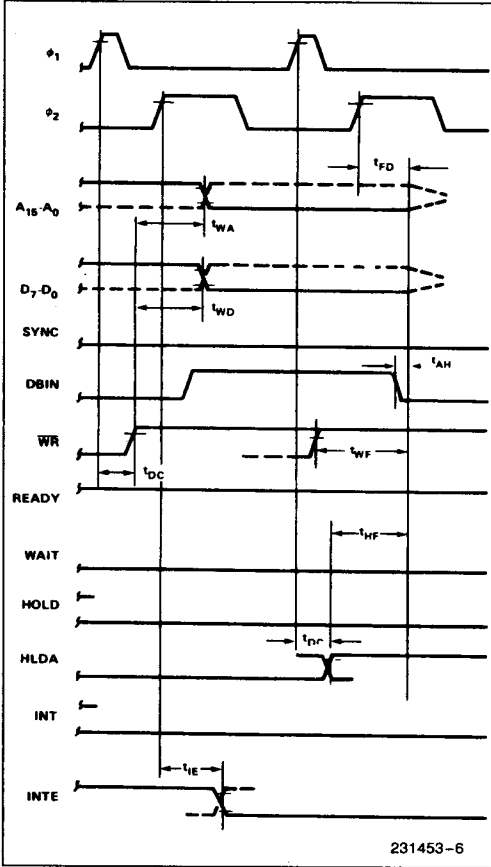 ϕ1
ϕ2
tFD
A15-A0
tWA
D7-D0
tWD
SYNC
tAH
DBIN
WR
tWF
tDC
READY
tHF
WAIT
HOLD
tDC
HLDA
INT
tIE
INTE
231453-6